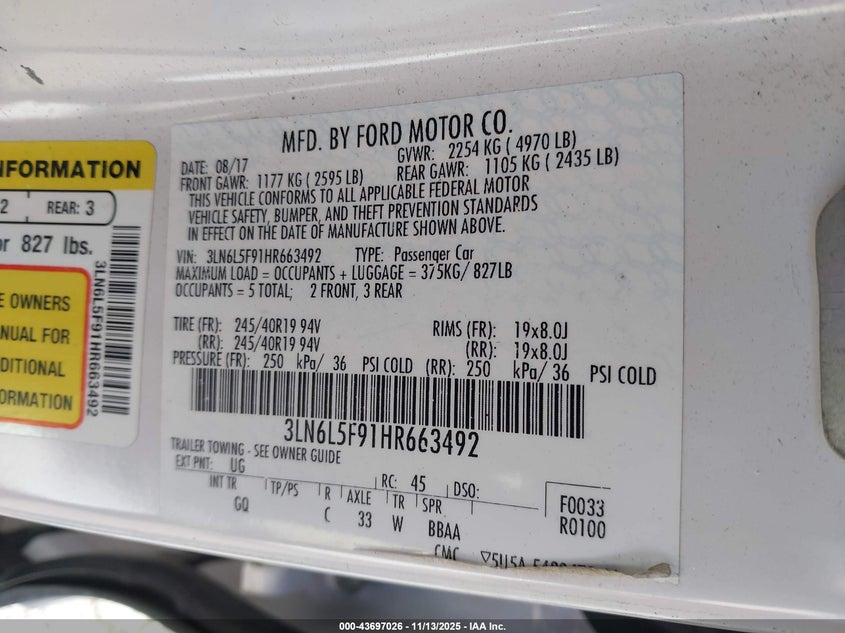 NFORMATION
2 REAR: 3
or 827 lbs.
E OWNERS
ANUAL FOR
DITIONAL
ORMATION
3LN6L5F91HR663492
MFD. BY FORD MOTOR CO.
DATE: 08/17 GVWR: 2254 KG ( 4970 LB)
FRONT GAWR: 1177 KG ( 2595 LB) REAR GAWR: 1105 KG ( 2435 LB)
THIS VEHICLE CONFORMS TO ALL APPLICABLE FEDERAL MOTOR
VEHICLE SAFETY, BUMPER, AND THEFT PREVENTION STANDARDS
IN EFFECT ON THE DATE OF MANUFACTURE SHOWN ABOVE.
VIN: 3LN6L5F91HR663492 TYPE: Passenger Car
MAXIMUM LOAD = OCCUPANTS + LUGGAGE = 375KG/ 827LB
OCCUPANTS = 5 TOTAL; 2 FRONT, 3 REAR
TIRE (FR): 245/40R19 94V RIMS (FR): 19x8.0J
(RR): 245/40R19 94V (RR): 19x8.0J
PRESSURE (FR): 250 kPa/ 36 PSI COLD (RR): 250 kPa/ 36 PSI COLD
3LN6L5F91HR663492
TRAILER TOWING - SEE OWNER GUIDE
EXT PNT: UG RC: 45 DSO:
INT TR TP/PS R AXLE TR SPR F0033
GQ C 33 W BBAA R0100
CMC
000-43697026 - 11/13/2025 - IAA Inc.